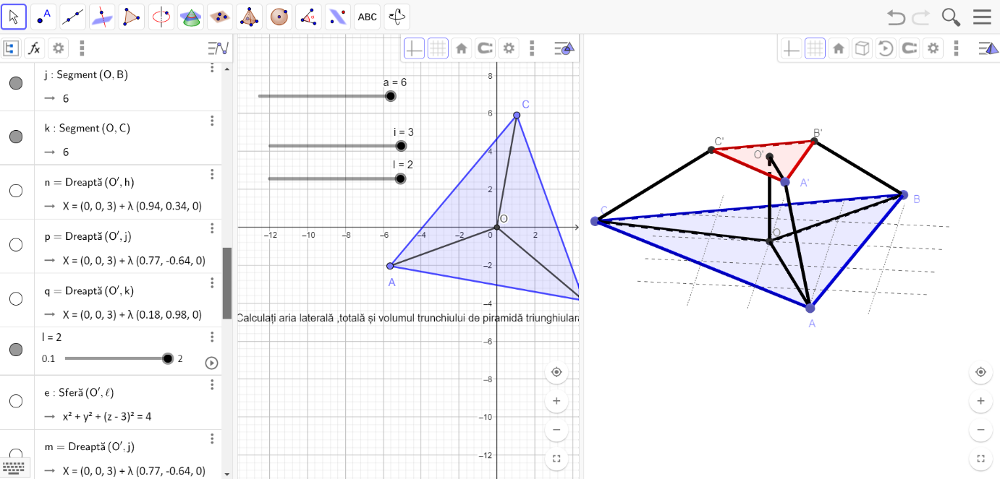 A
ABC
fx
j : Segment (O, B)
→ 6
k : Segment (O, C)
→ 6
n = Dreaptă (O′, h)
→ X = (0, 0, 3) + λ (0.94, 0.34, 0)
p = Dreaptă (O′, j)
→ X = (0, 0, 3) + λ (0.77, -0.64, 0)
q = Dreaptă (O′, k)
→ X = (0, 0, 3) + λ (0.18, 0.98, 0)
l = 2
0.1 2
e : Sferă (O′, ℓ)
→ x² + y² + (z - 3)² = 4
m = Dreaptă (O′, j)
→ X = (0, 0, 3) + λ (0.77, -0.64, 0)
a = 6
i = 3
l = 2
8
6
4
2
0
−2
−4
−6
−8
−10
−12
−12 −10 −8 −6 −4 −2 2
C
O
A
Calculați aria laterală ,totală și volumul trunchiului de piramidă triunghiulară
C'
B'
O'
A'
C
B
O
A